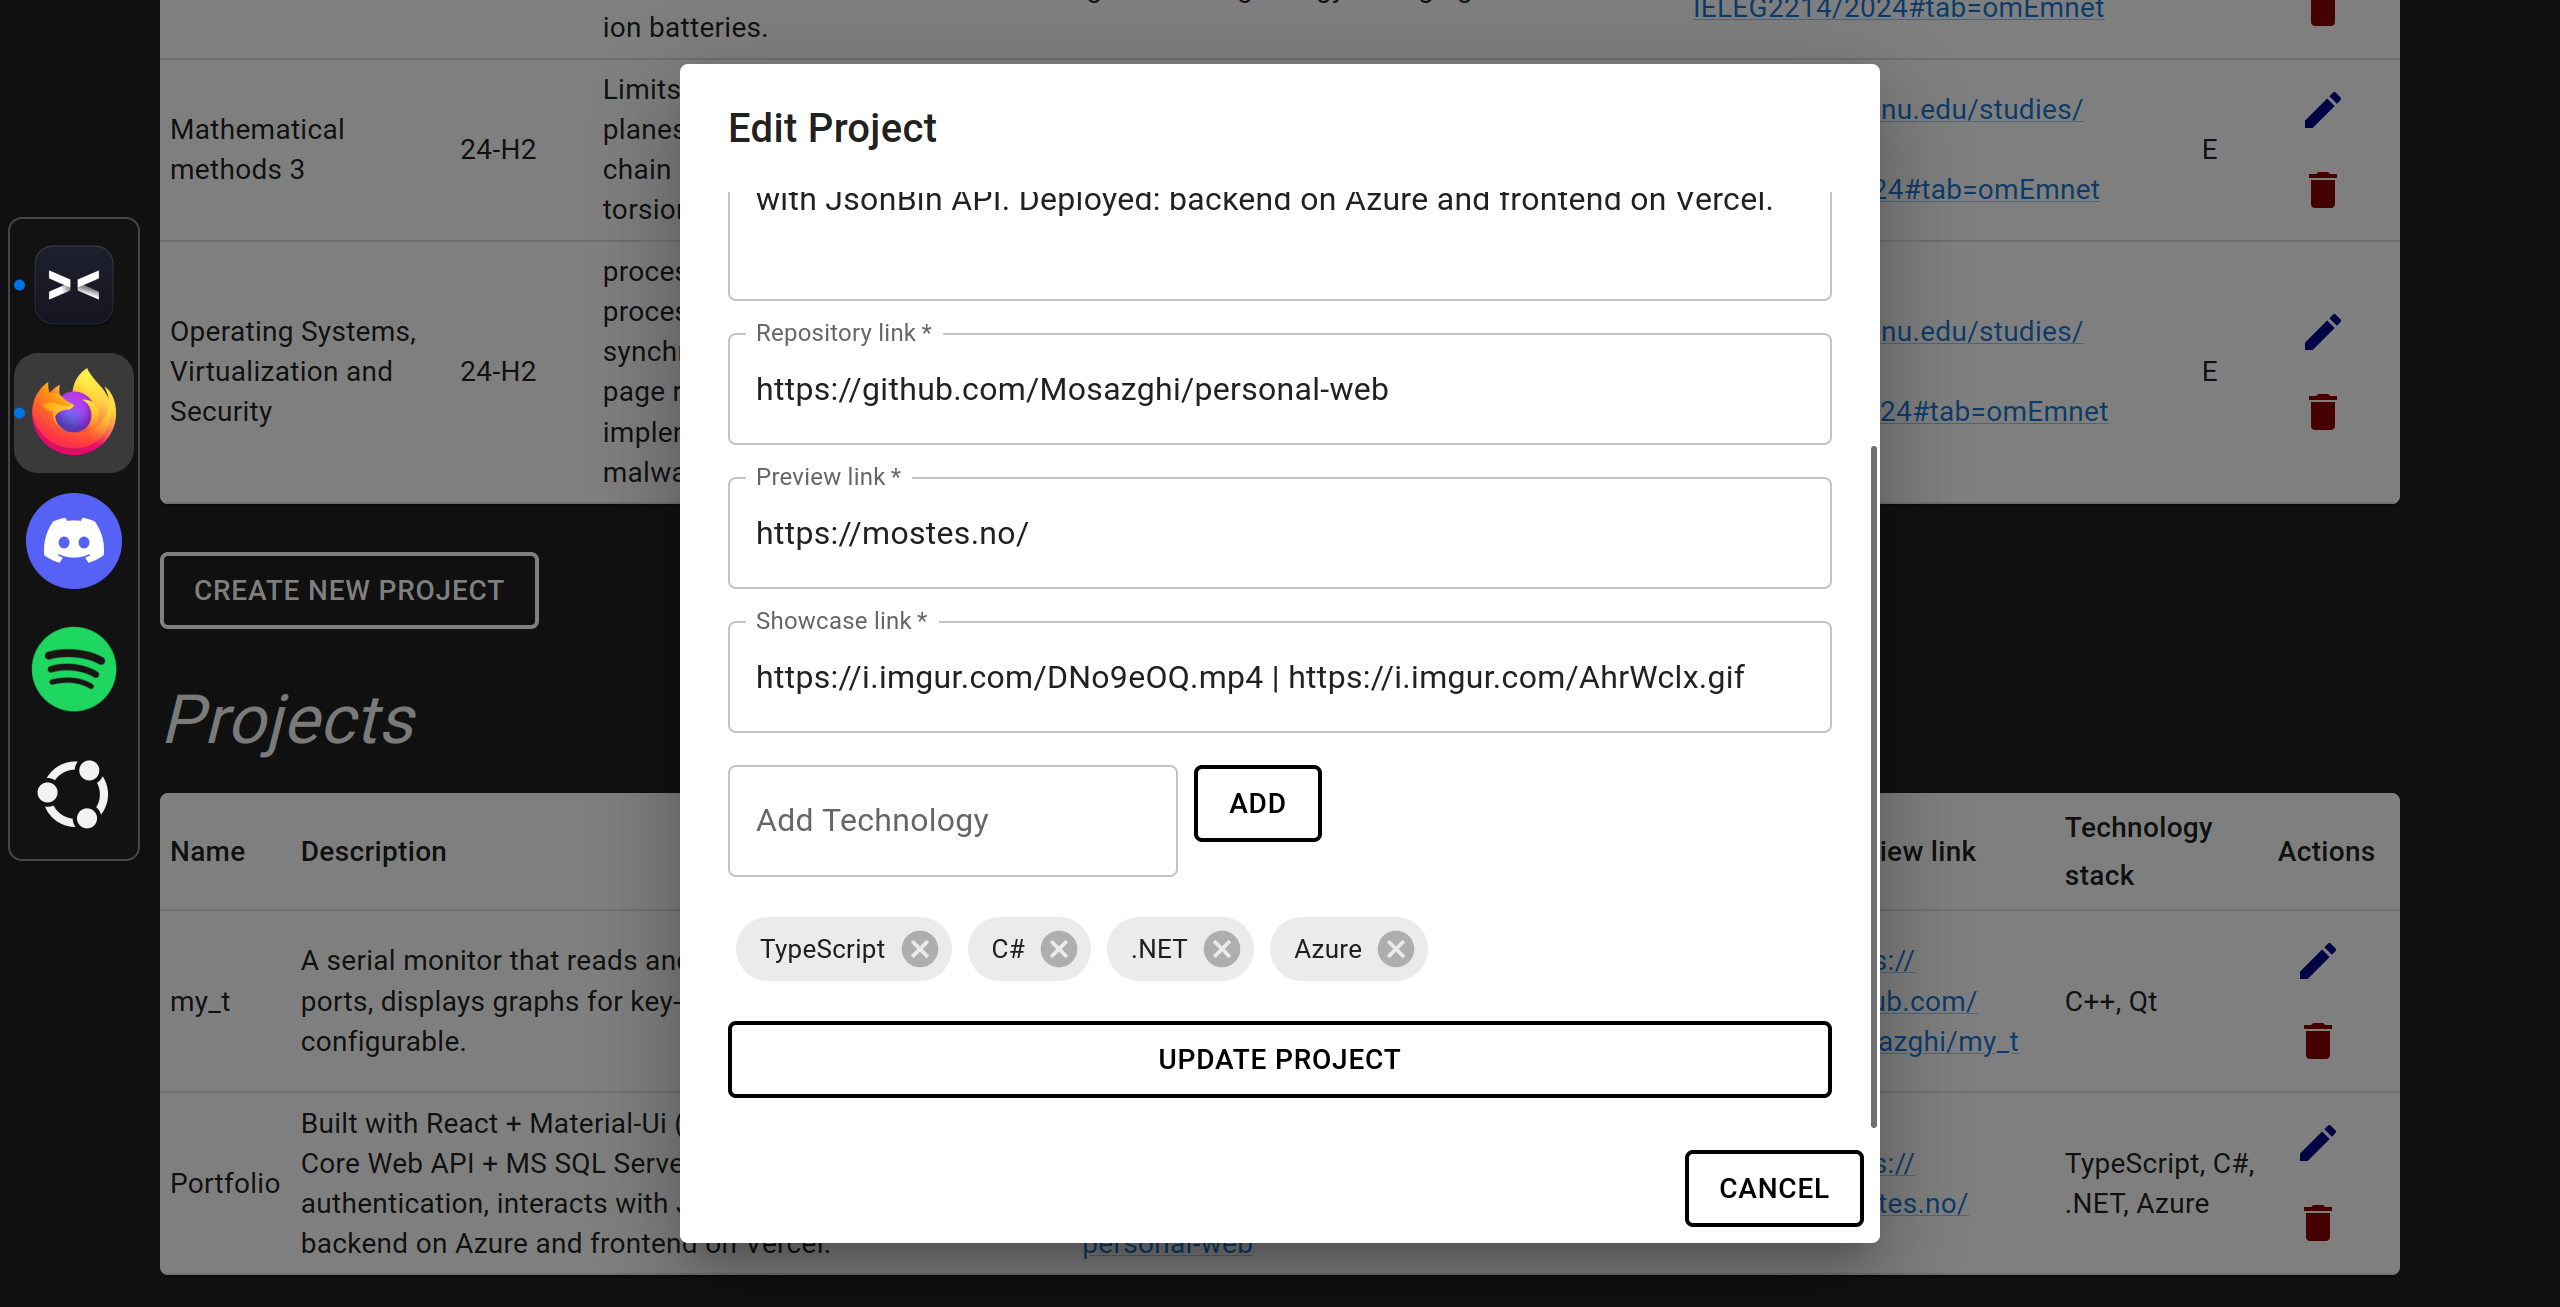 ion batteries.
IELEG2214/2024#tab=omEmnet
Mathematical
methods 3
24-H2
Limits
planes
chain
nu.edu/studies/
24#tab=omEmnet
E
Operating Systems,
Virtualization and
Security
24-H2
page
nu.edu/studies/
24#tab=omEmnet
E
Edit Project
with JsonBin API. Deployed: backend on Azure and frontend on Vercel.
Repository link *
https://github.com/Mosazghi/personal-web
Preview link *
https://mostes.no/
Showcase link *
https://i.imgur.com/DNo9eOQ.mp4 | https://i.imgur.com/AhrWclx.gif
Add Technology
ADD
TypeScript
C#
.NET
Azure
UPDATE PROJECT
CANCEL
CREATE NEW PROJECT
Projects
Name
Description
iew link
Technology
stack
Actions
my_t
A serial monitor that reads and
ports, displays graphs for key-
configurable.
s://
ub.com/
azghi/my_t
C++, Qt
Portfolio
Built with React + Material-Ui (
Core Web API + MS SQL Serve
authentication, interacts with
backend on Azure and frontend on Vercel.
personal-web
s://
tes.no/
TypeScript, C#,
.NET, Azure